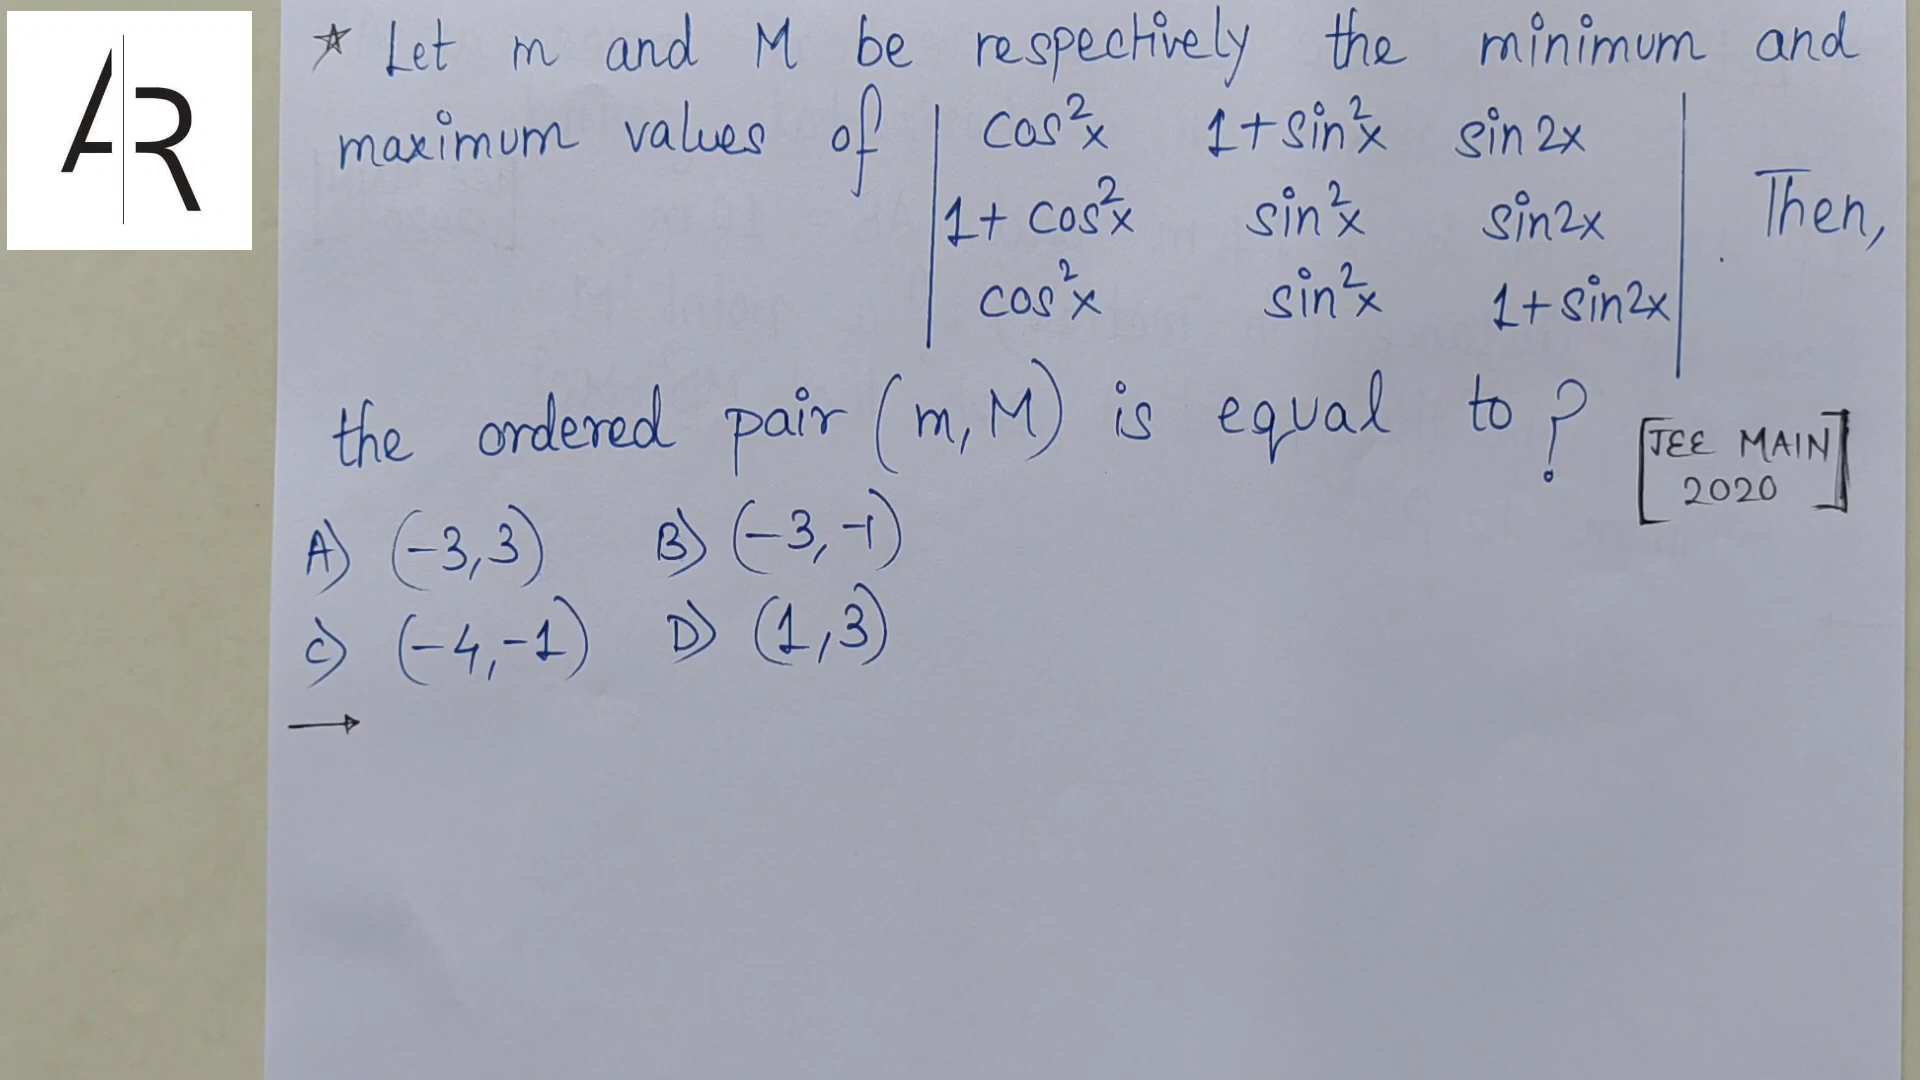 AR
☆ Let m and M be respectively the minimum and
maximum values of | cos²x 1+sin²x sin2x |
| 1+cos²x sin²x sin2x | . Then,
| cos²x sin²x 1+sin2x |
the ordered pair (m,M) is equal to?
[JEE MAIN
2020]
A) (-3,3) B) (-3,-1)
C) (-4,-1) D) (1,3)
→